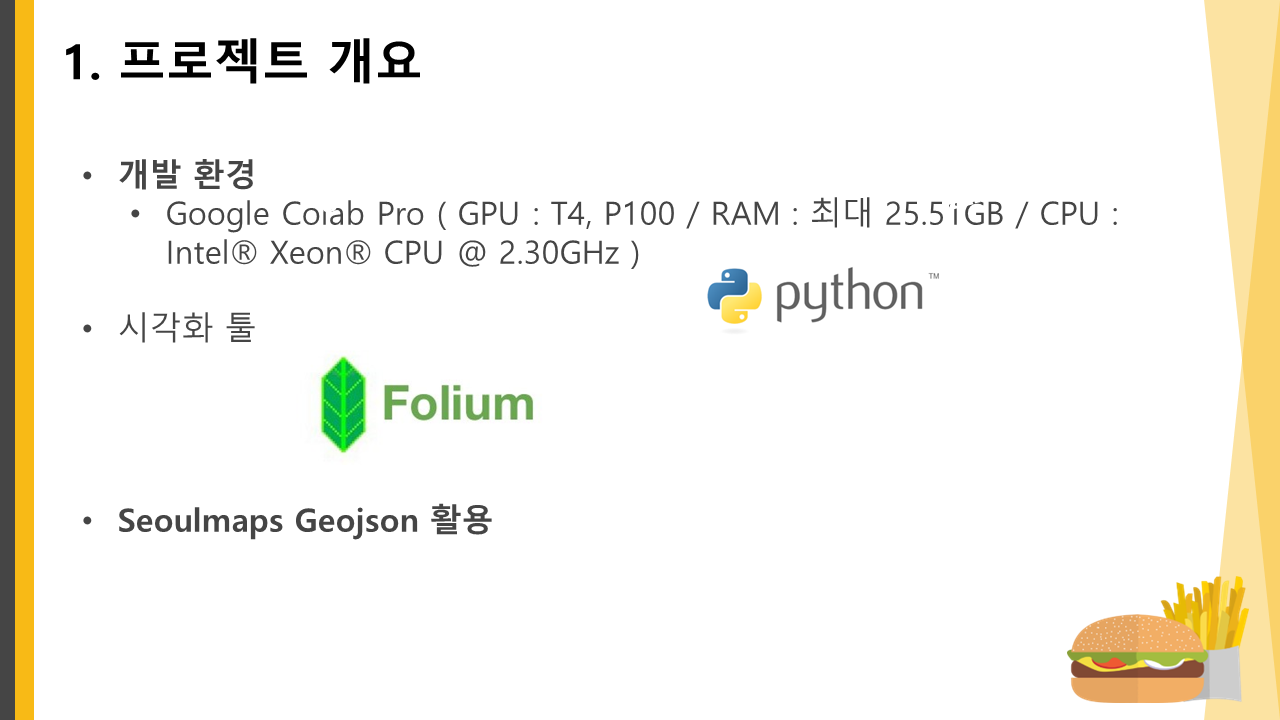 1. 프로젝트 개요
• 개발 환경
• Google Colab Pro ( GPU : T4, P100 / RAM : 최대 25.51GB / CPU :
Intel® Xeon® CPU @ 2.30GHz )
python™
• 시각화 툴
Folium
• Seoulmaps Geojson 활용